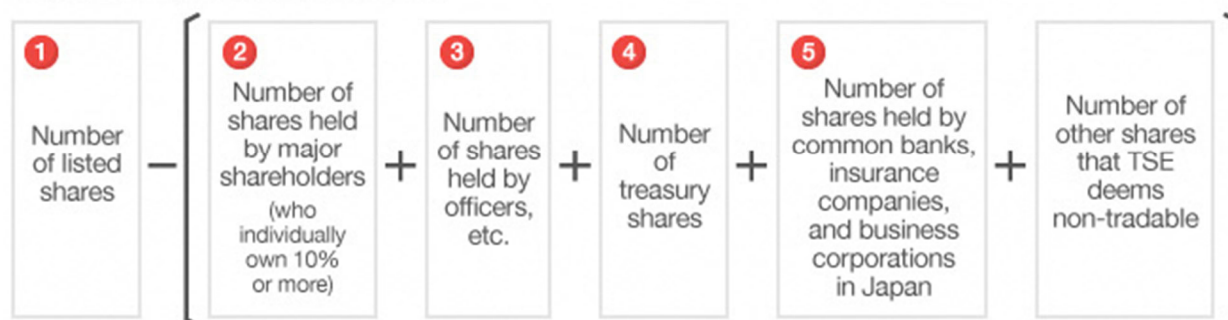 1
Number
of listed
shares
−
2
Number of
shares held
by major
shareholders
(who
individually
own 10%
or more)
+
3
Number
of shares
held by
officers,
etc.
+
4
Number
of
treasury
shares
+
5
Number of
shares held by
common banks,
insurance
companies,
and business
corporations
in Japan
+
Number of
other shares
that TSE
deems
non-tradable